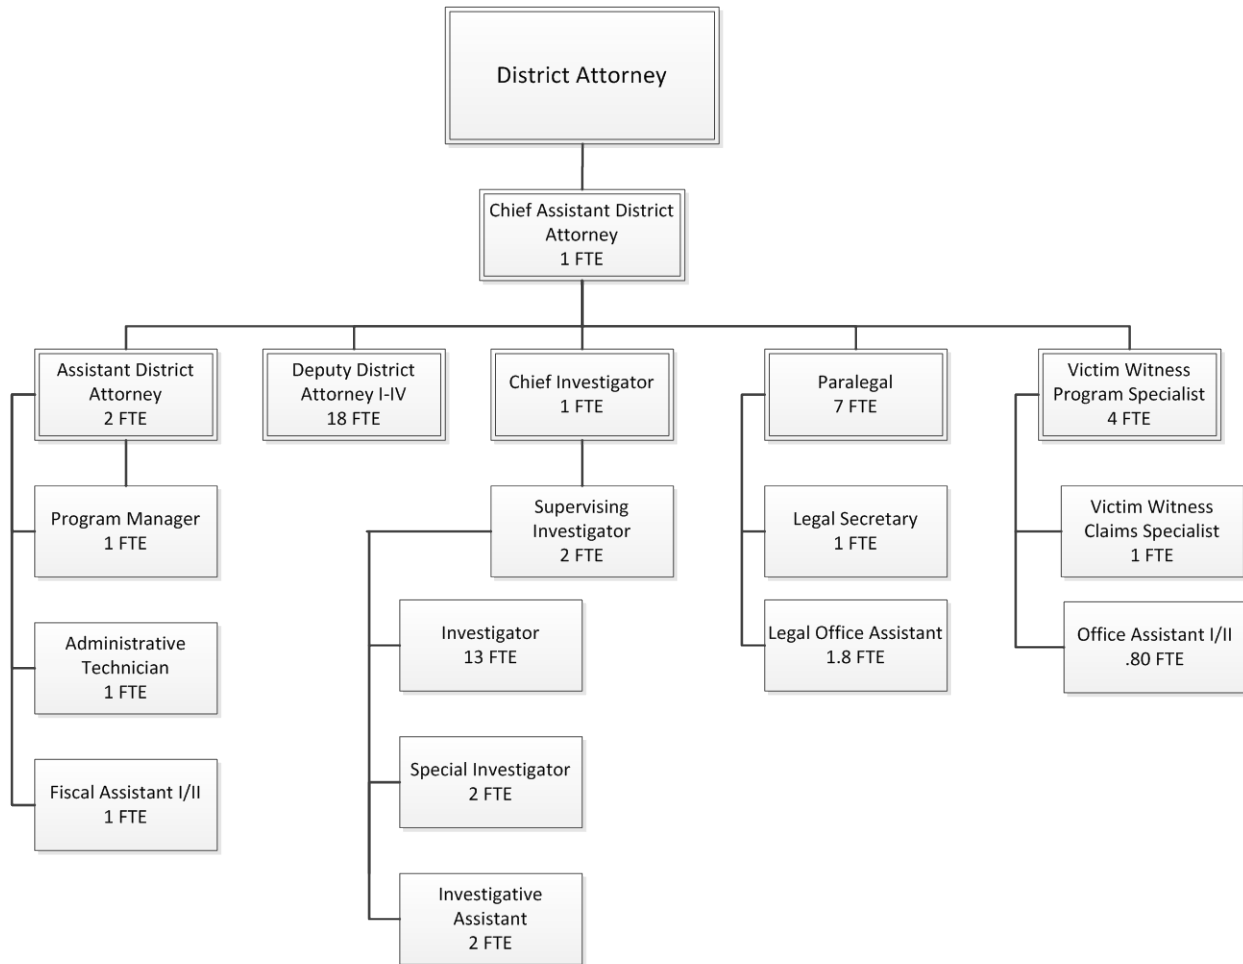 District Attorney
Chief Assistant District
Attorney
1 FTE
Assistant District
Attorney
2 FTE
Deputy District
Attorney I-IV
18 FTE
Chief Investigator
1 FTE
Paralegal
7 FTE
Victim Witness
Program Specialist
4 FTE
Program Manager
1 FTE
Supervising
Investigator
2 FTE
Legal Secretary
1 FTE
Victim Witness
Claims Specialist
1 FTE
Administrative
Technician
1 FTE
Investigator
13 FTE
Legal Office Assistant
1.8 FTE
Office Assistant I/II
.80 FTE
Fiscal Assistant I/II
1 FTE
Special Investigator
2 FTE
Investigative
Assistant
2 FTE